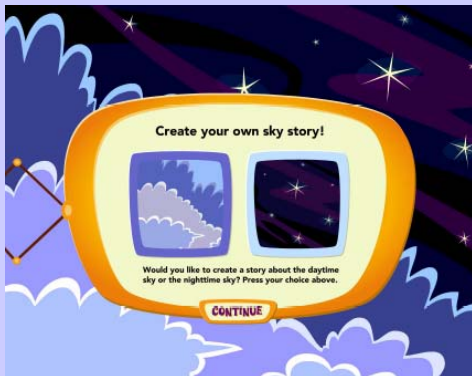 Create your own sky story!
Would you like to create a story about the daytime
sky or the nighttime sky? Press your choice above.
CONTINUE